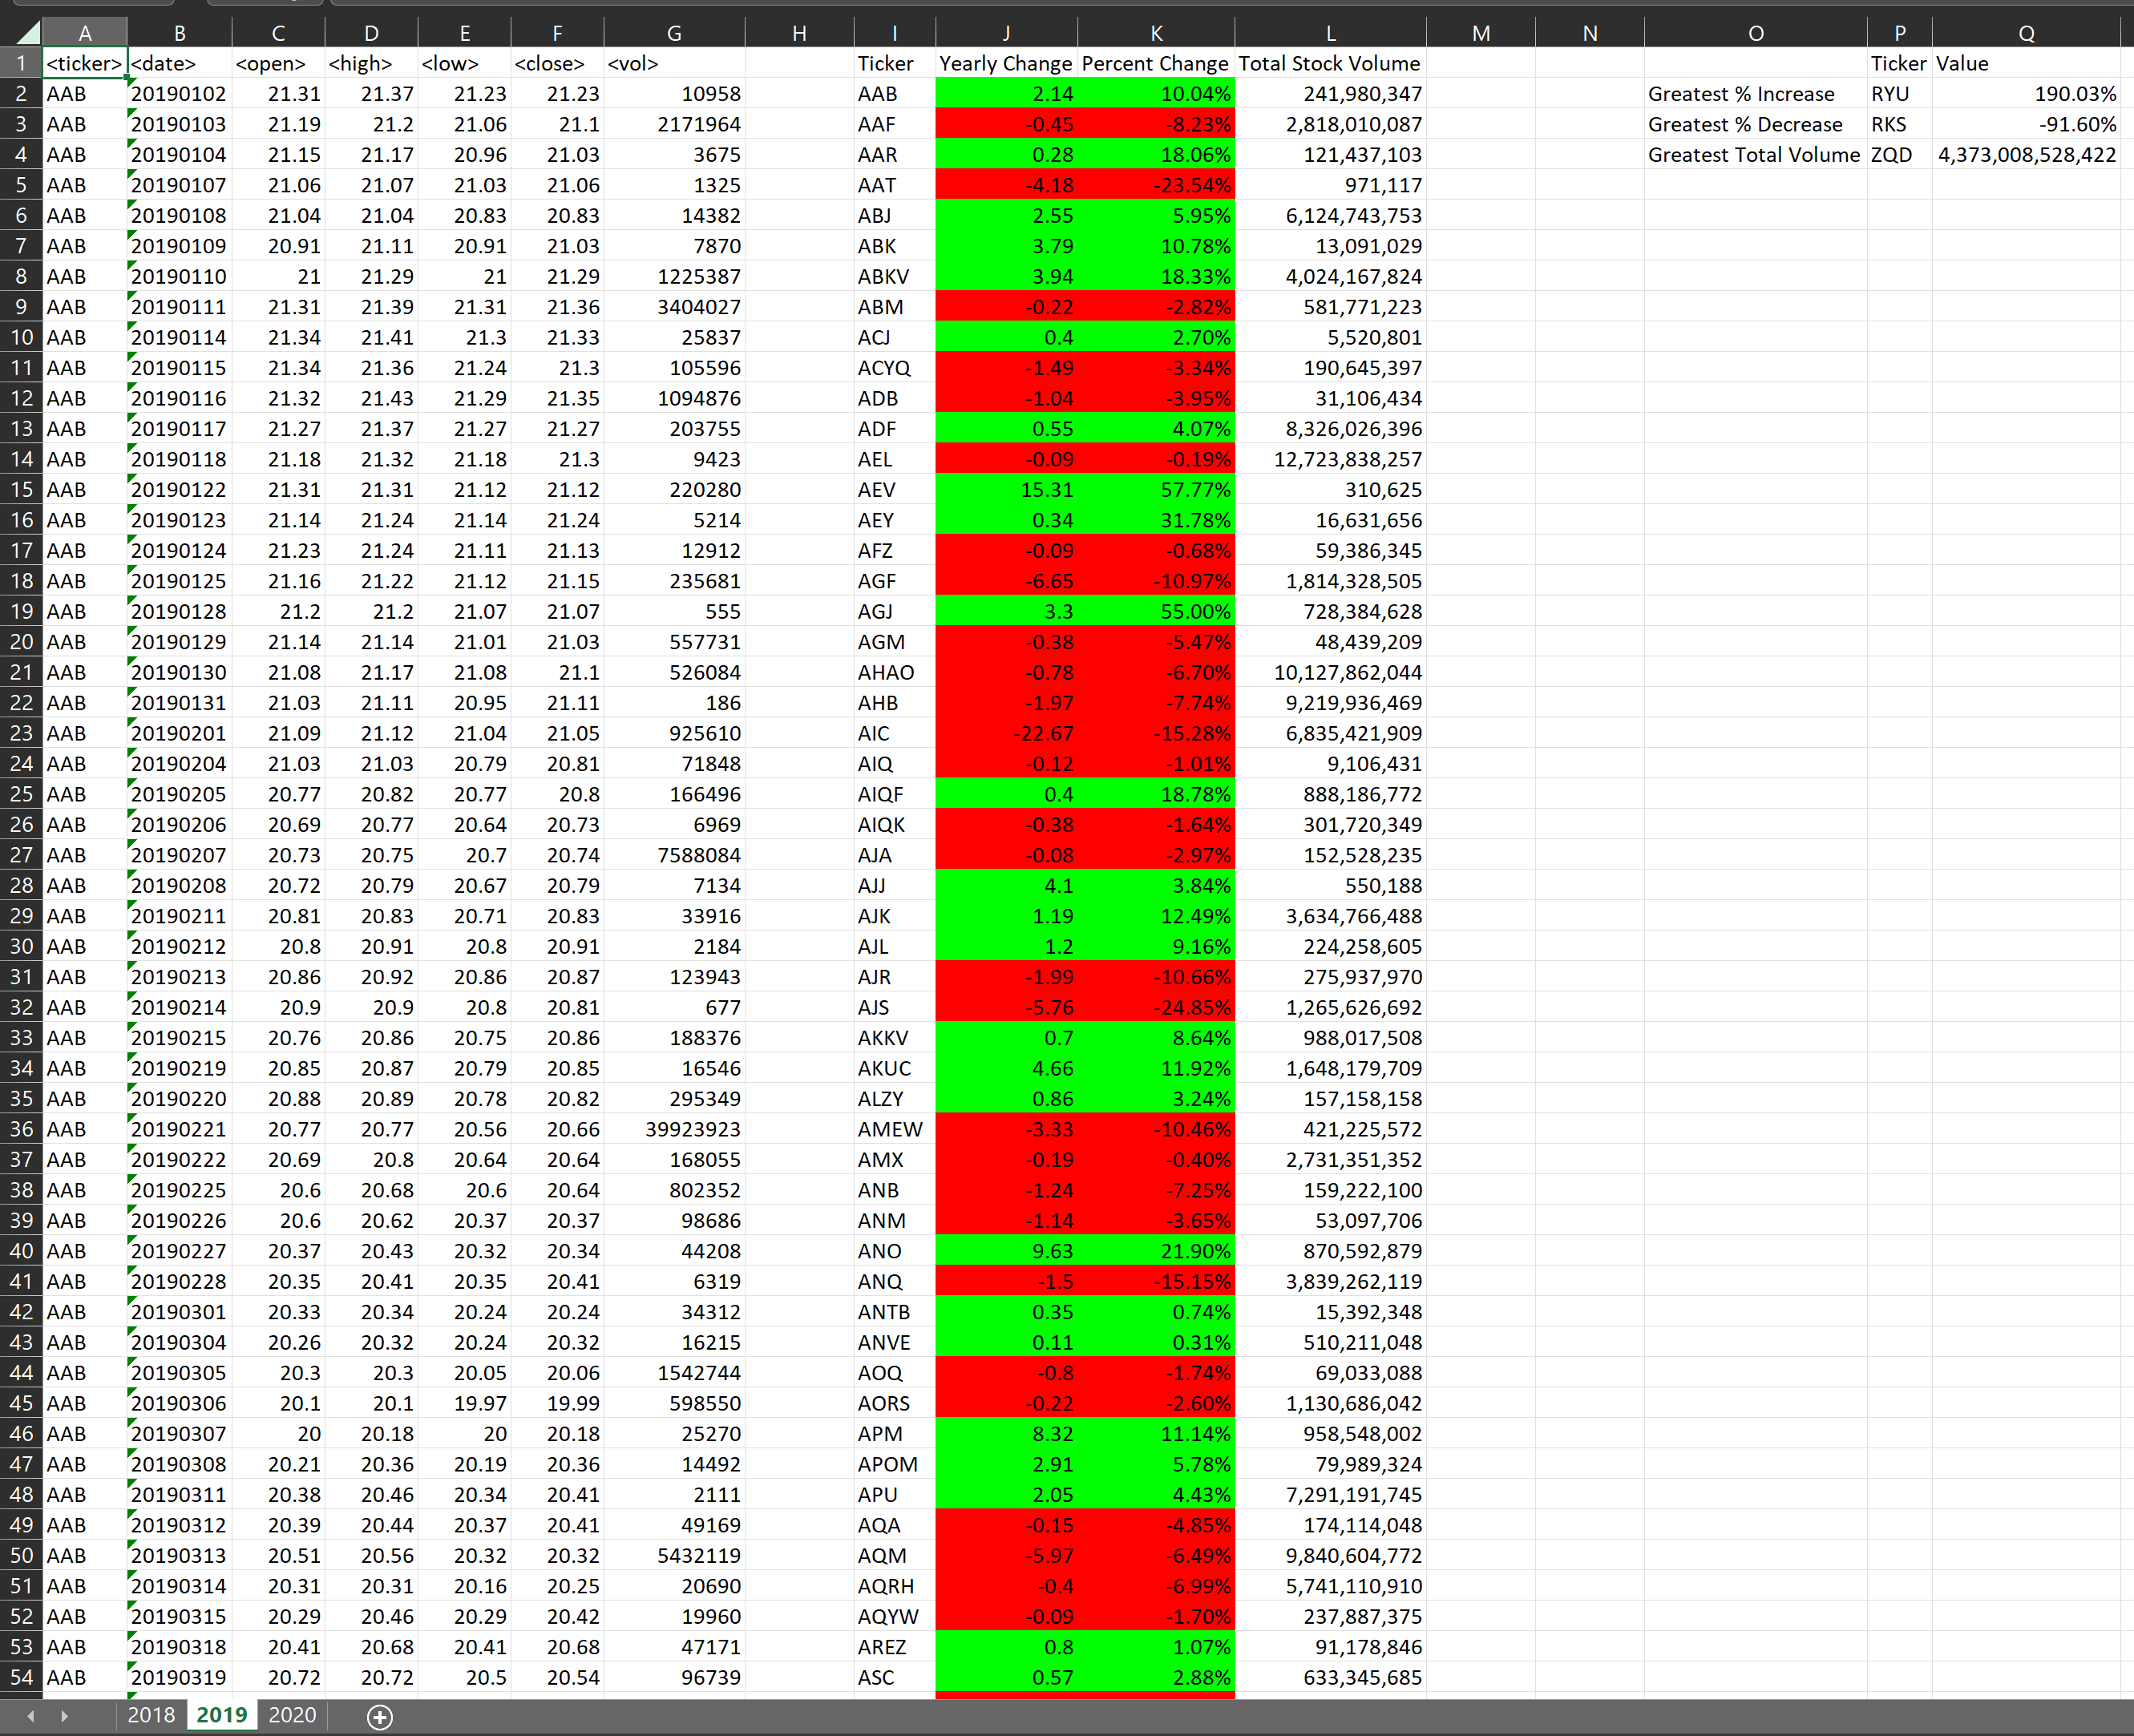 A B C D E F G H I J K L M N O P Q
1 <ticker> <date> <open> <high> <low> <close> <vol> Ticker Yearly Change Percent Change Total Stock Volume Ticker Value
2 AAB 20190102 21.31 21.37 21.23 21.23 10958 AAB 2.14 10.04% 241,980,347 Greatest % Increase RYU 190.03%
3 AAB 20190103 21.19 21.2 21.06 21.1 2171964 AAF -0.45 -8.23% 2,818,010,087 Greatest % Decrease RKS -91.60%
4 AAB 20190104 21.15 21.17 20.96 21.03 3675 AAR 0.28 18.06% 121,437,103 Greatest Total Volume ZQD 4,373,008,528,422
5 AAB 20190107 21.06 21.07 21.03 21.06 1325 AAT -4.18 -23.54% 971,117
6 AAB 20190108 21.04 21.04 20.83 20.83 14382 ABJ 2.55 5.95% 6,124,743,753
7 AAB 20190109 20.91 21.11 20.91 21.03 7870 ABK 3.79 10.78% 13,091,029
8 AAB 20190110 21 21.29 21 21.29 1225387 ABKV 3.94 18.33% 4,024,167,824
9 AAB 20190111 21.31 21.39 21.31 21.36 3404027 ABM -0.22 -2.82% 581,771,223
10 AAB 20190114 21.34 21.41 21.3 21.33 25837 ACJ 0.4 2.70% 5,520,801
11 AAB 20190115 21.34 21.36 21.24 21.3 105596 ACYQ -1.49 -3.34% 190,645,397
12 AAB 20190116 21.32 21.43 21.29 21.35 1094876 ADB -1.04 -3.95% 31,106,434
13 AAB 20190117 21.27 21.37 21.27 21.27 203755 ADF 0.55 4.07% 8,326,026,396
14 AAB 20190118 21.18 21.32 21.18 21.3 9423 AEL -0.09 -0.19% 12,723,838,257
15 AAB 20190122 21.31 21.31 21.12 21.12 220280 AEV 15.31 57.77% 310,625
16 AAB 20190123 21.14 21.24 21.14 21.24 5214 AEY 0.34 31.78% 16,631,656
17 AAB 20190124 21.23 21.24 21.11 21.13 12912 AFZ -0.09 -0.68% 59,386,345
18 AAB 20190125 21.16 21.22 21.12 21.15 235681 AGF -6.65 -10.97% 1,814,328,505
19 AAB 20190128 21.2 21.2 21.07 21.07 555 AGJ 3.3 55.00% 728,384,628
20 AAB 20190129 21.14 21.14 21.01 21.03 557731 AGM -0.38 -5.47% 48,439,209
21 AAB 20190130 21.08 21.17 21.08 21.1 526084 AHAO -0.78 -6.70% 10,127,862,044
22 AAB 20190131 21.03 21.11 20.95 21.11 186 AHB -1.97 -7.74% 9,219,936,469
23 AAB 20190201 21.09 21.12 21.04 21.05 925610 AIC -22.67 -15.28% 6,835,421,909
24 AAB 20190204 21.03 21.03 20.79 20.81 71848 AIQ -0.12 -1.01% 9,106,431
25 AAB 20190205 20.77 20.82 20.77 20.8 166496 AIQF 0.4 18.78% 888,186,772
26 AAB 20190206 20.69 20.77 20.64 20.73 6969 AIQK -0.38 -1.64% 301,720,349
27 AAB 20190207 20.73 20.75 20.7 20.74 7588084 AJA -0.08 -2.97% 152,528,235
28 AAB 20190208 20.72 20.79 20.67 20.79 7134 AJJ 4.1 3.84% 550,188
29 AAB 20190211 20.81 20.83 20.71 20.83 33916 AJK 1.19 12.49% 3,634,766,488
30 AAB 20190212 20.8 20.91 20.8 20.91 2184 AJL 1.2 9.16% 224,258,605
31 AAB 20190213 20.86 20.92 20.86 20.87 123943 AJR -1.99 -10.66% 275,937,970
32 AAB 20190214 20.9 20.9 20.8 20.81 677 AJS -5.76 -24.85% 1,265,626,692
33 AAB 20190215 20.76 20.86 20.75 20.86 188376 AKKV 0.7 8.64% 988,017,508
34 AAB 20190219 20.85 20.87 20.79 20.85 16546 AKUC 4.66 11.92% 1,648,179,709
35 AAB 20190220 20.88 20.89 20.78 20.82 295349 ALZY 0.86 3.24% 157,158,158
36 AAB 20190221 20.77 20.77 20.56 20.66 39923923 AMEW -3.33 -10.46% 421,225,572
37 AAB 20190222 20.69 20.8 20.64 20.64 168055 AMX -0.19 -0.40% 2,731,351,352
38 AAB 20190225 20.6 20.68 20.6 20.64 802352 ANB -1.24 -7.25% 159,222,100
39 AAB 20190226 20.6 20.62 20.37 20.37 98686 ANM -1.14 -3.65% 53,097,706
40 AAB 20190227 20.37 20.43 20.32 20.34 44208 ANO 9.63 21.90% 870,592,879
41 AAB 20190228 20.35 20.41 20.35 20.41 6319 ANQ -1.5 -15.15% 3,839,262,119
42 AAB 20190301 20.33 20.34 20.24 20.24 34312 ANTB 0.35 0.74% 15,392,348
43 AAB 20190304 20.26 20.32 20.24 20.32 16215 ANVE 0.11 0.31% 510,211,048
44 AAB 20190305 20.3 20.3 20.05 20.06 1542744 AOQ -0.8 -1.74% 69,033,088
45 AAB 20190306 20.1 20.1 19.97 19.99 598550 AORS -0.22 -2.60% 1,130,686,042
46 AAB 20190307 20 20.18 20 20.18 25270 APM 8.32 11.14% 958,548,002
47 AAB 20190308 20.21 20.36 20.19 20.36 14492 APOM 2.91 5.78% 79,989,324
48 AAB 20190311 20.38 20.46 20.34 20.41 2111 APU 2.05 4.43% 7,291,191,745
49 AAB 20190312 20.39 20.44 20.37 20.41 49169 AQA -0.15 -4.85% 174,114,048
50 AAB 20190313 20.51 20.56 20.32 20.32 5432119 AQM -5.97 -6.49% 9,840,604,772
51 AAB 20190314 20.31 20.31 20.16 20.25 20690 AQRH -0.4 -6.99% 5,741,110,910
52 AAB 20190315 20.29 20.46 20.29 20.42 19960 AQYW -0.09 -1.70% 237,887,375
53 AAB 20190318 20.41 20.68 20.41 20.68 47171 AREZ 0.8 1.07% 91,178,846
54 AAB 20190319 20.72 20.72 20.5 20.54 96739 ASC 0.57 2.88% 633,345,685
2018 2019 2020